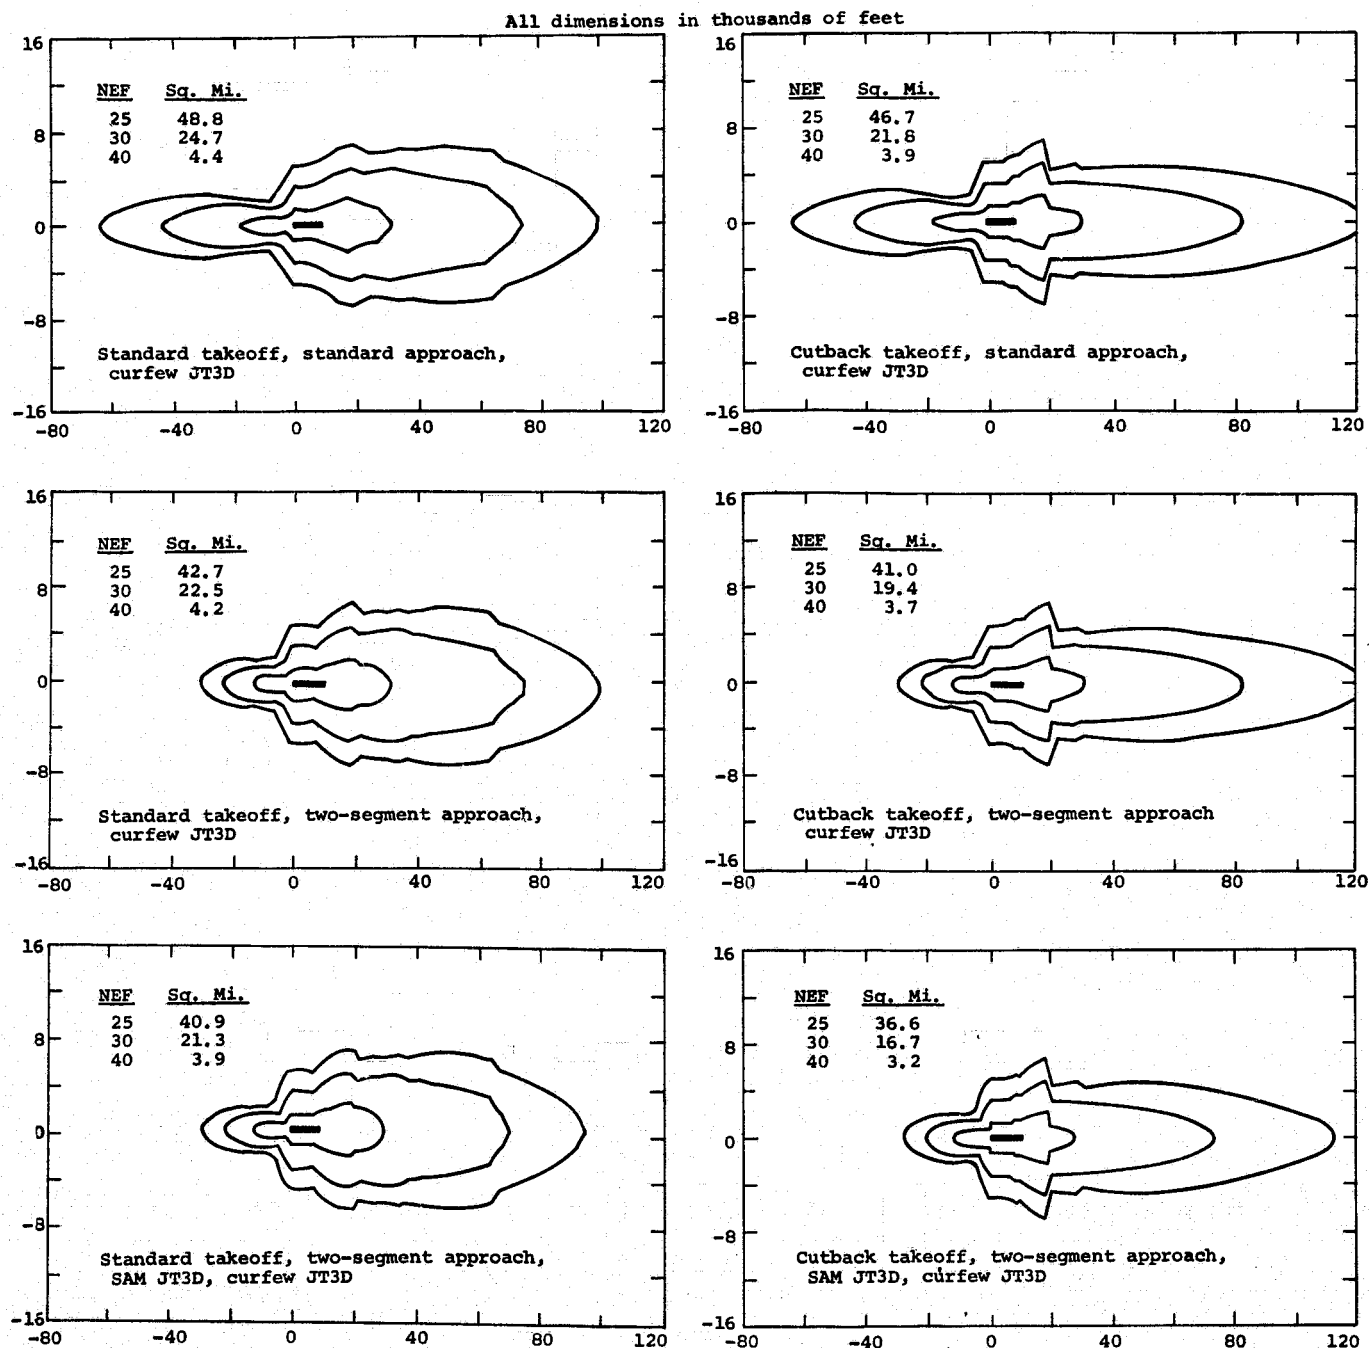 All dimensions in thousands of feet
16
8
0
-8
-16
-80 -40 0 40 80 120
NEF Sq. Mi.
25 48.8
30 24.7
40 4.4
Standard takeoff, standard approach,
curfew JT3D
16
8
0
-8
-16
-80 -40 0 40 80 120
NEF Sq. Mi.
25 46.7
30 21.8
40 3.9
Cutback takeoff, standard approach,
curfew JT3D
16
8
0
-8
-16
-80 -40 0 40 80 120
NEF Sq. Mi.
25 42.7
30 22.5
40 4.2
Standard takeoff, two-segment approach,
curfew JT3D
16
8
0
-8
-16
-80 -40 0 40 80 120
NEF Sq. Mi.
25 41.0
30 19.4
40 3.7
Cutback takeoff, two-segment approach
curfew JT3D
16
8
0
-8
-16
-80 -40 0 40 80 120
NEF Sq. Mi.
25 40.9
30 21.3
40 3.9
Standard takeoff, two-segment approach,
SAM JT3D, curfew JT3D
16
8
0
-8
-16
-80 -40 0 40 80 120
NEF Sq. Mi.
25 36.6
30 16.7
40 3.2
Cutback takeoff, two-segment approach,
SAM JT3D, curfew JT3D